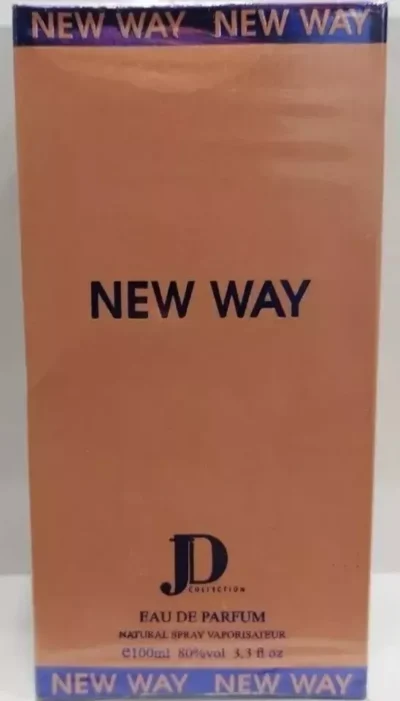 NEW WAY NEW WAY
NEW WAY
JD
COLLECTION
EAU DE PARFUM
NATURAL SPRAY VAPORISATEUR
℮100ml 80%vol 3.3 fl oz
NEW WAY NEW WAY